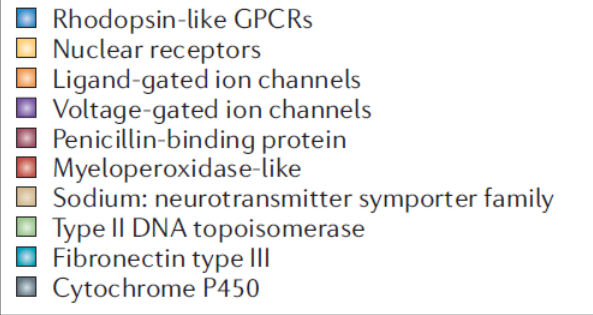 Rhodopsin-like GPCRs
Nuclear receptors
Ligand-gated ion channels
Voltage-gated ion channels
Penicillin-binding protein
Myeloperoxidase-like
Sodium: neurotransmitter symporter family
Type II DNA topoisomerase
Fibronectin type III
Cytochrome P450